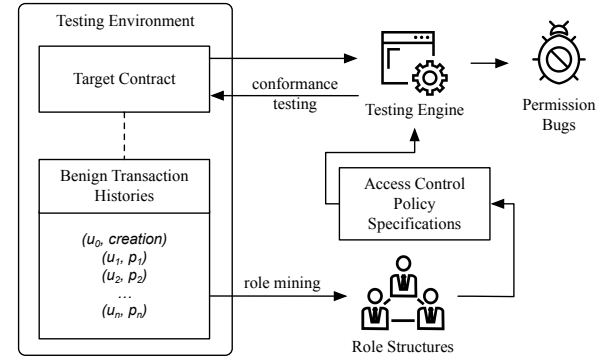 Testing Environment
Target Contract
conformance
testing
Testing Engine
Permission
Bugs
Benign Transaction
Histories
Access Control
Policy
Specifications
(u0, creation)
(u1, p1)
(u2, p2)
…
(un, pn)
role mining
Role Structures